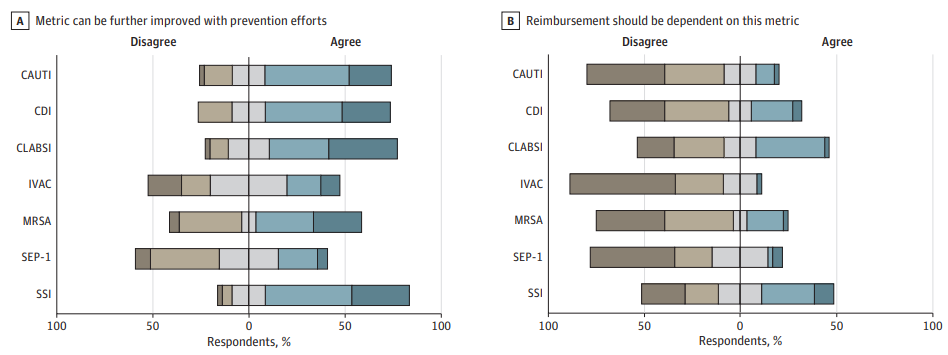 A Metric can be further improved with prevention efforts
Disagree Agree
CAUTI
CDI
CLABSI
IVAC
MRSA
SEP-1
SSI
100 50 0 50 100
Respondents, %
B Reimbursement should be dependent on this metric
Disagree Agree
CAUTI
CDI
CLABSI
IVAC
MRSA
SEP-1
SSI
100 50 0 50 100
Respondents, %